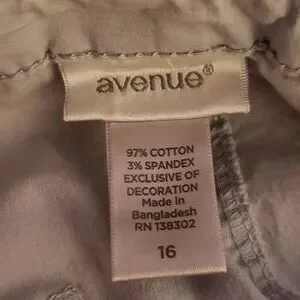 avenue®
97% COTTON
3% SPANDEX
EXCLUSIVE OF
DECORATION
Made in
Bangladesh
RN 138302
16